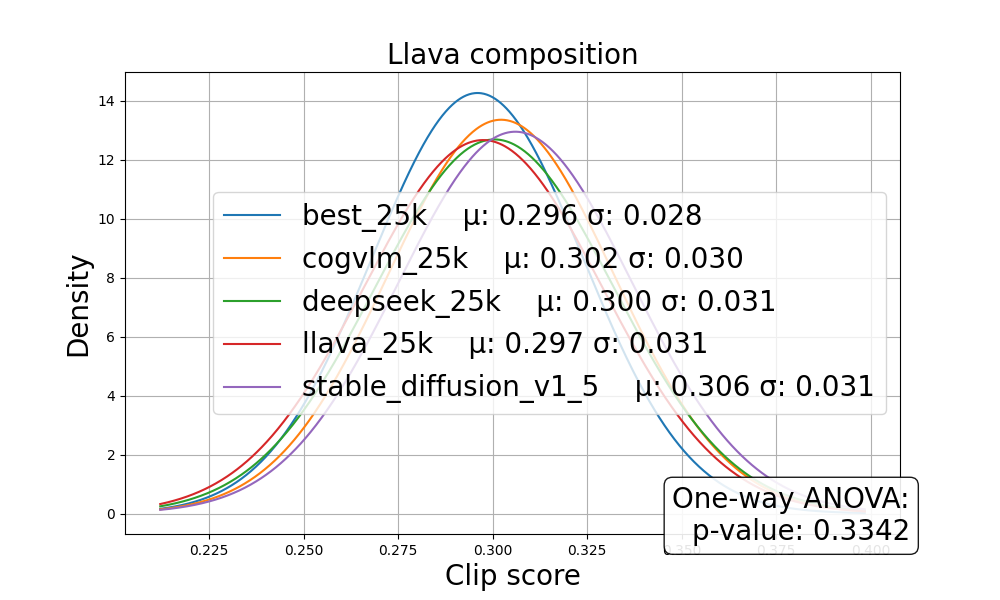 Llava composition
14
12
10
8
6
4
2
0
Density
best_25k μ: 0.296 σ: 0.028
cogvlm_25k μ: 0.302 σ: 0.030
deepseek_25k μ: 0.300 σ: 0.031
llava_25k μ: 0.297 σ: 0.031
stable_diffusion_v1_5 μ: 0.306 σ: 0.031
One-way ANOVA:
p-value: 0.3342
0.225 0.250 0.275 0.300 0.325 0.350 0.375 0.400
Clip score